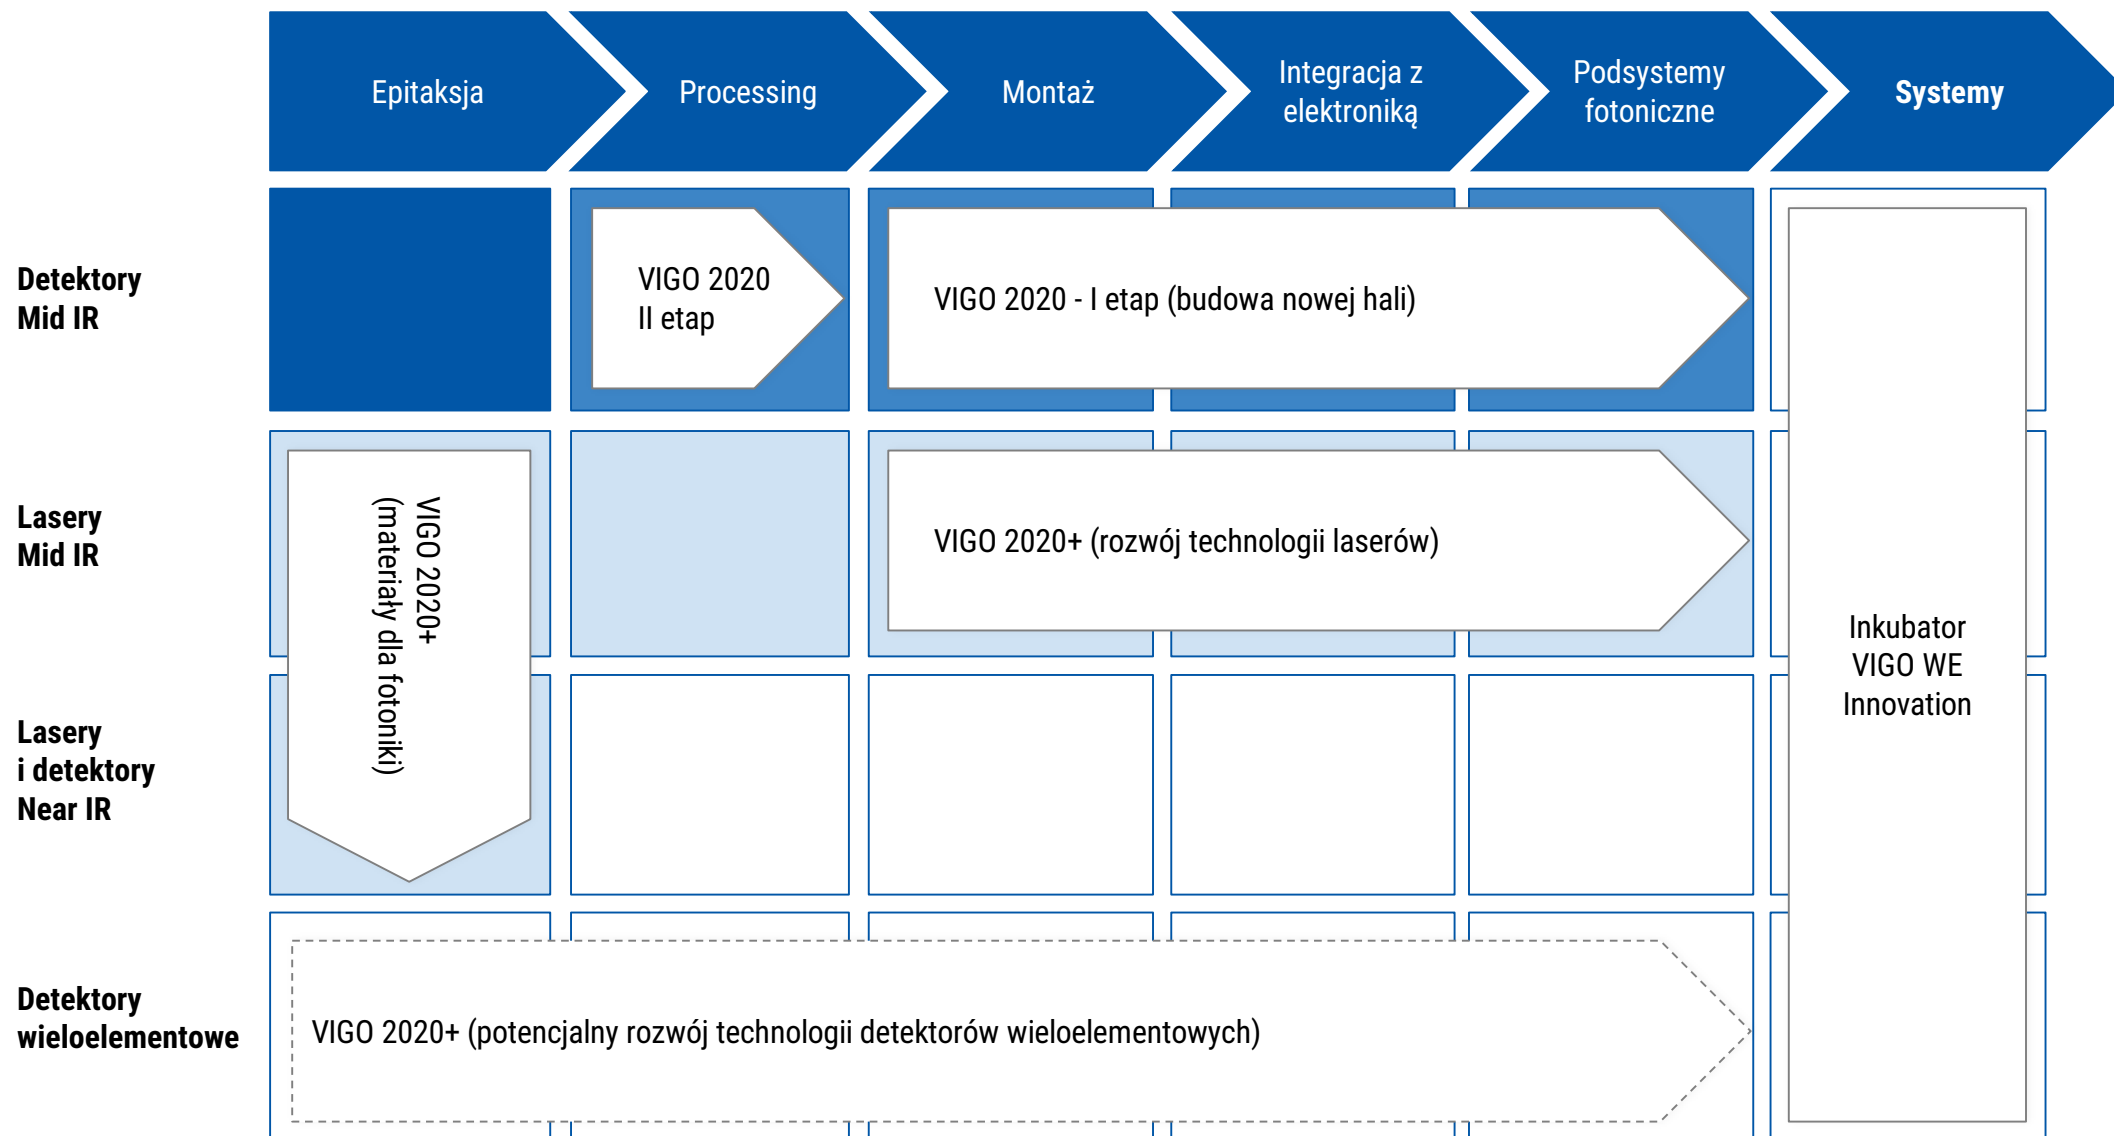 Epitaksja
Processing
Montaż
Integracja z
elektroniką
Podsystemy
fotoniczne
Systemy
Detektory
Mid IR
VIGO 2020
II etap
VIGO 2020 - I etap (budowa nowej hali)
Lasery
Mid IR
VIGO 2020+
(materiały dla fotoniki)
VIGO 2020+ (rozwój technologii laserów)
Inkubator
VIGO WE
Innovation
Lasery
i detektory
Near IR
Detektory
wieloelementowe
VIGO 2020+ (potencjalny rozwój technologii detektorów wieloelementowych)